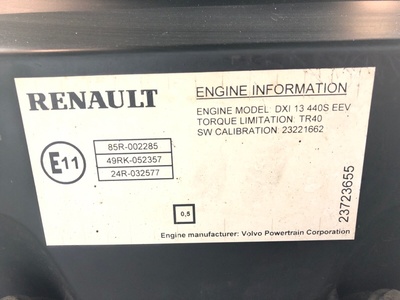 RENAULT
ENGINE INFORMATION
ENGINE MODEL DXI 13 440S EEV
TORQUE LIMITATION TR40
SW CALIBRATION 23221662
E11
85R-002285
49RK-052357
24R-032577
0,5
23723655
Engine manufacturer: Volvo Powertrain Corporation